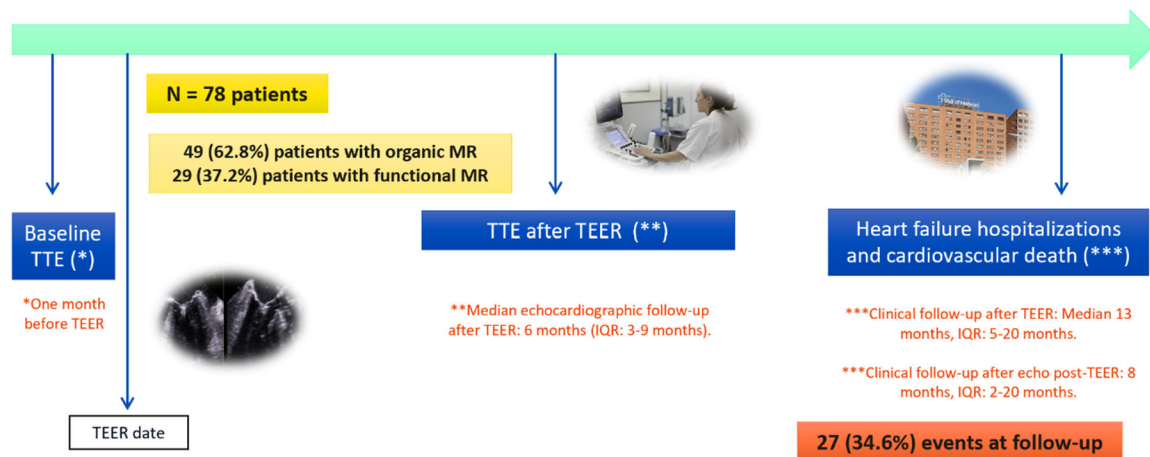 N = 78 patients
49 (62.8%) patients with organic MR
29 (37.2%) patients with functional MR
Baseline
TTE (*)
*One month
before TEER
TEER date
TTE after TEER (**)
**Median echocardiographic follow-up
after TEER: 6 months (IQR: 3-9 months).
Heart failure hospitalizations
and cardiovascular death (***)
***Clinical follow-up after TEER: Median 13
months, IQR: 5-20 months.
***Clinical follow-up after echo post-TEER: 8
months, IQR: 2-20 months.
27 (34.6%) events at follow-up